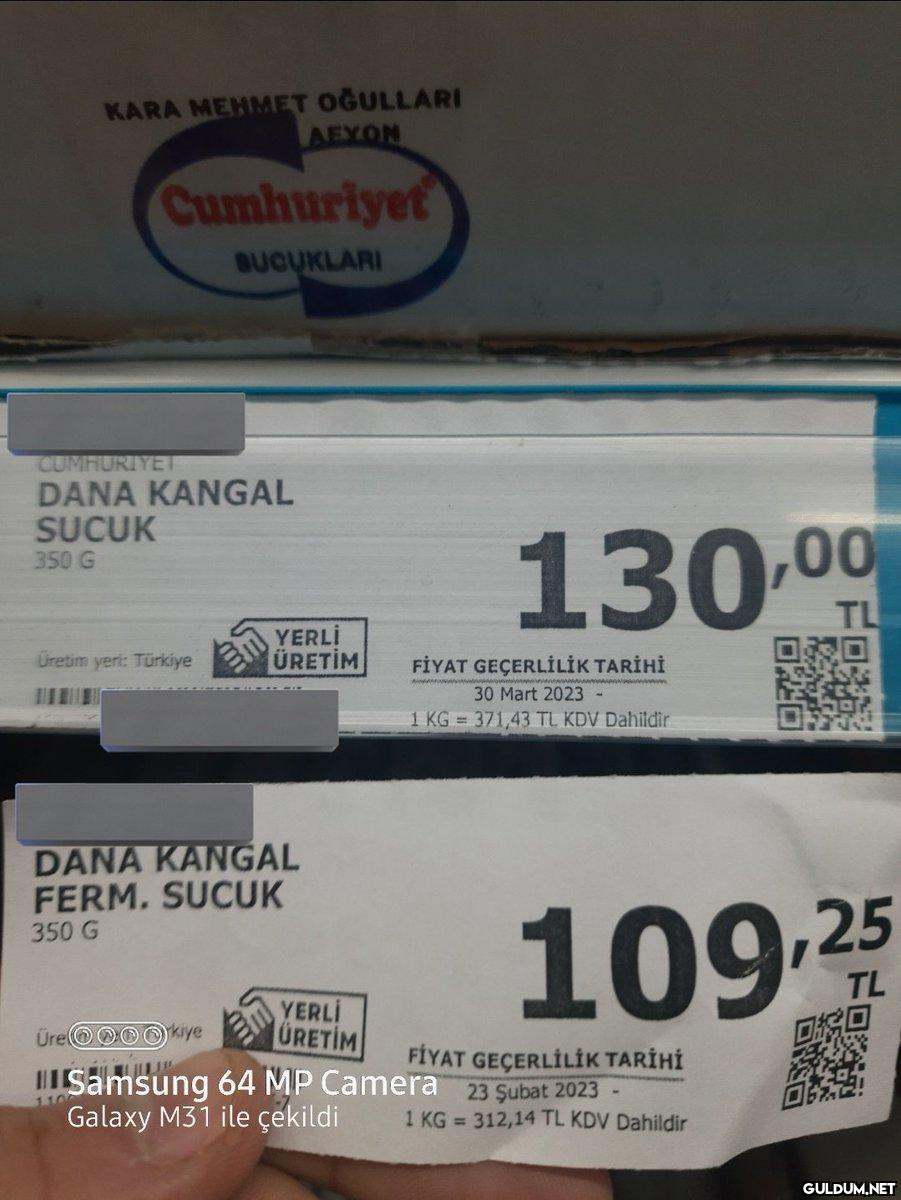 KARA MEHMET OĞULLARI
AFYON
Cumhuriyet
SUCUKLARI
CUMHURİYET
DANA KANGAL
SUCUK
350 G
130,00
TL
Üretim yeri: Türkiye
YERLİ
ÜRETİM
FİYAT GEÇERLİLİK TARİHİ
30 Mart 2023 -
1 KG = 371,43 TL KDV Dahildir
DANA KANGAL
FERM. SUCUK
350 G
109,25
TL
YERLİ
ÜRETİM
FİYAT GEÇERLİLİK TARİHİ
23 Şubat 2023 -
1 KG = 312,14 TL KDV Dahildir
Samsung 64 MP Camera
Galaxy M31 ile çekildi
GULDUM.NET